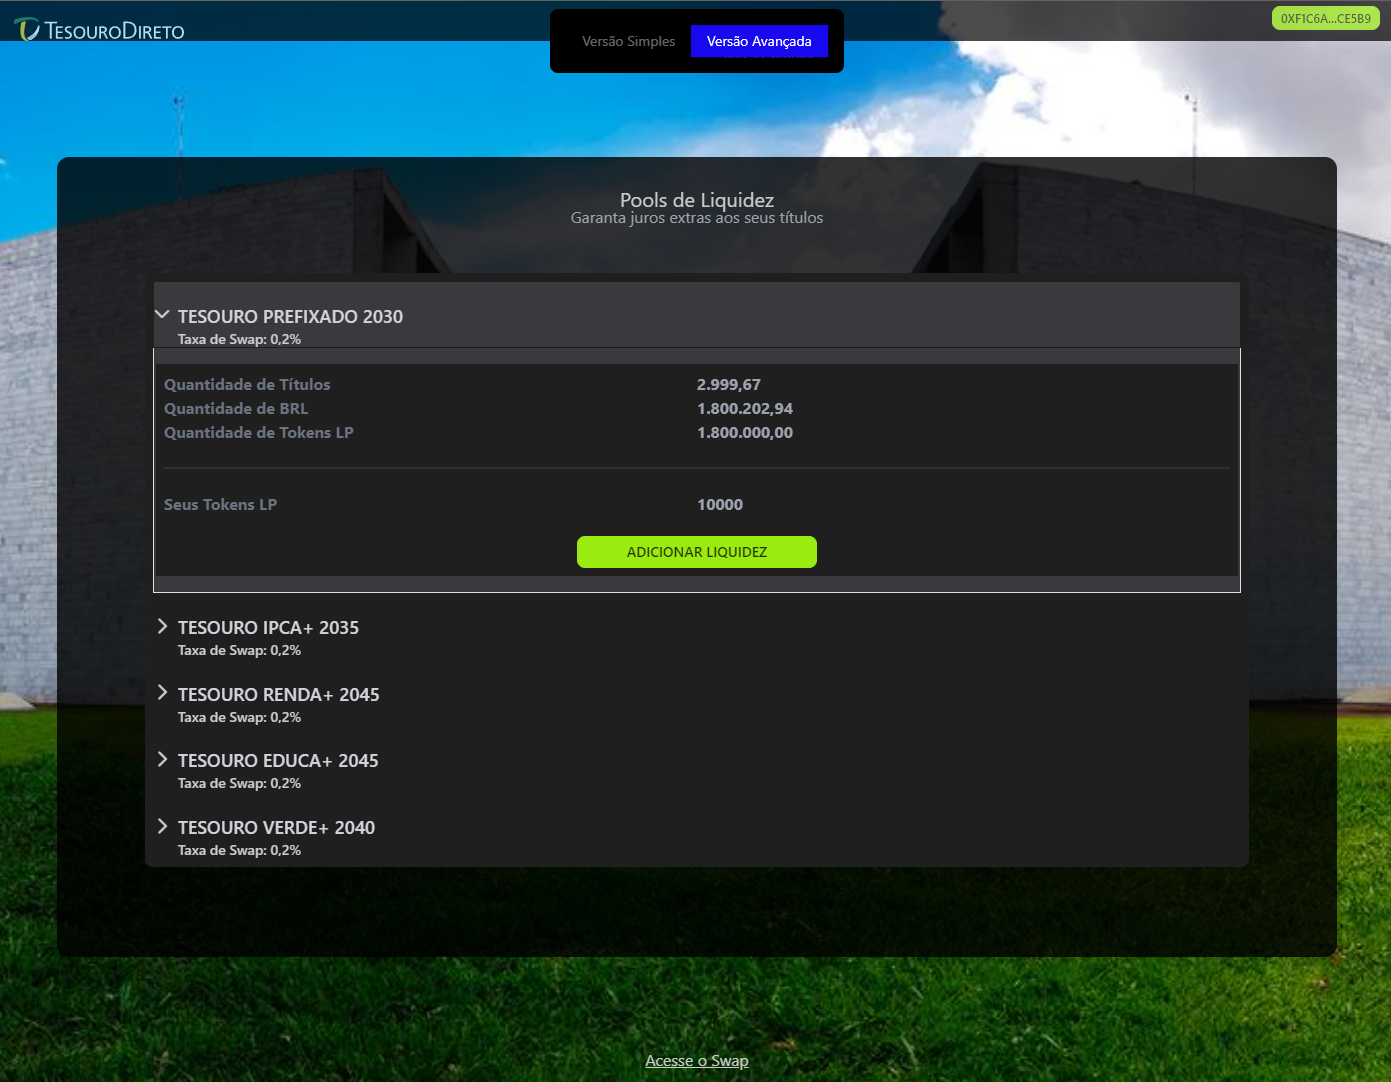 TESOURODIRETO
Versão Simples
Versão Avançada
0XF1C6A...CE5B9
Pools de Liquidez
Garanta juros extras aos seus títulos
TESOURO PREFIXADO 2030
Taxa de Swap: 0,2%
Quantidade de Títulos 2.999,67
Quantidade de BRL 1.800.202,94
Quantidade de Tokens LP 1.800.000,00
Seus Tokens LP 10000
ADICIONAR LIQUIDEZ
TESOURO IPCA+ 2035
Taxa de Swap: 0,2%
TESOURO RENDA+ 2045
Taxa de Swap: 0,2%
TESOURO EDUCA+ 2045
Taxa de Swap: 0,2%
TESOURO VERDE+ 2040
Taxa de Swap: 0,2%
Acesse o Swap